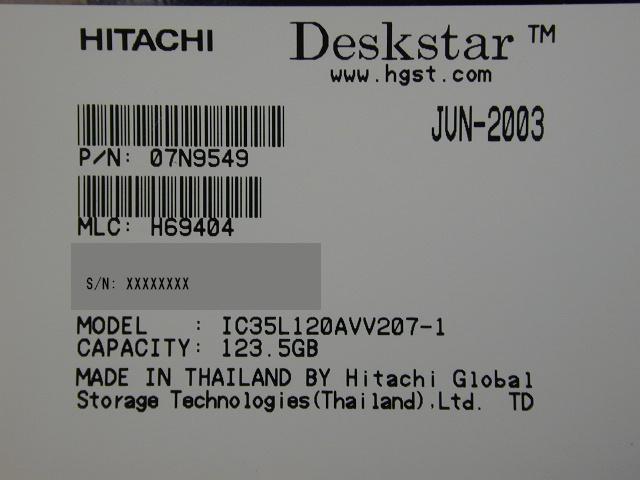 HITACHI
Deskstar™
www.hgst.com
JUN-2003
P/N: 07N9549
MLC: H69404
S/N: XXXXXXXX
MODEL : IC35L120AVV207-1
CAPACITY: 123.5GB
MADE IN THAILAND BY Hitachi Global
Storage Technologies(Thailand),Ltd. TD